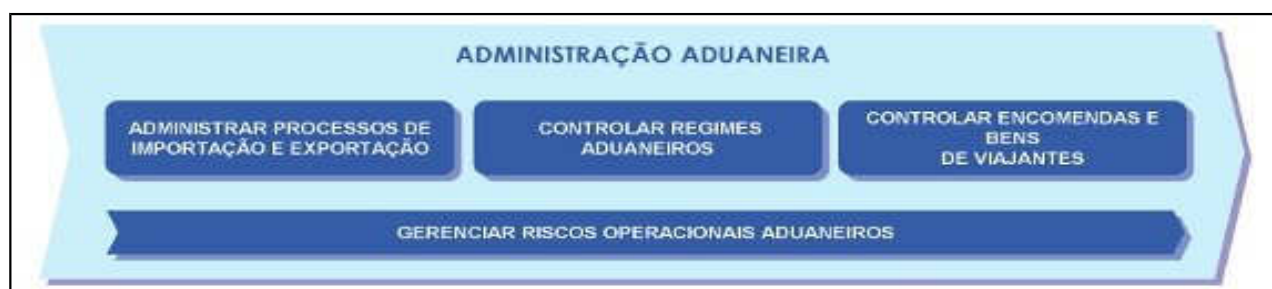 ADMINISTRAÇÃO ADUANEIRA
ADMINISTRAR PROCESSOS DE
IMPORTAÇÃO E EXPORTAÇÃO
CONTROLAR REGIMES
ADUANEIROS
CONTROLAR ENCOMENDAS E
BENS
DE VIAJANTES
GERENCIAR RISCOS OPERACIONAIS ADUANEIROS